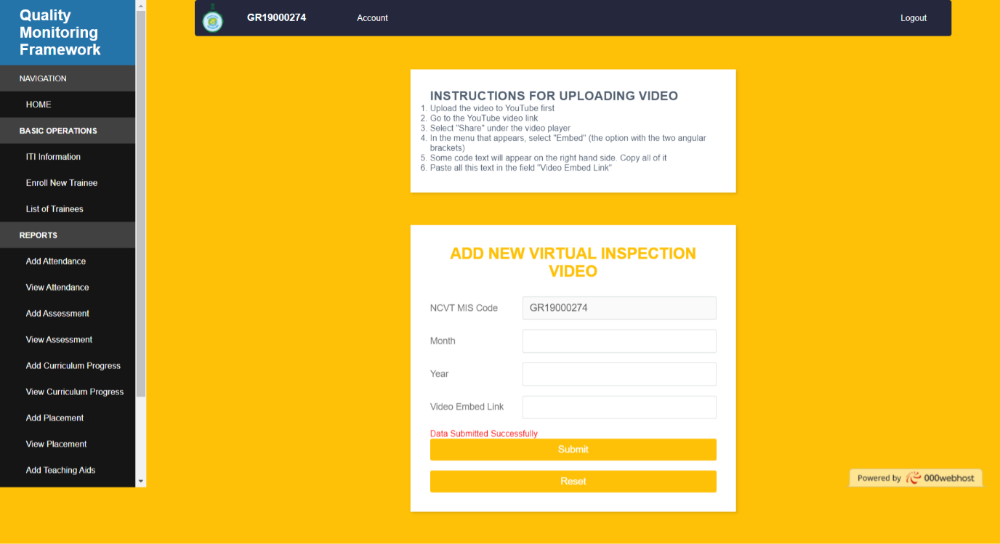 Quality
Monitoring
Framework
NAVIGATION
HOME
BASIC OPERATIONS
ITI Information
Enroll New Trainee
List of Trainees
REPORTS
Add Attendance
View Attendance
Add Assessment
View Assessment
Add Curriculum Progress
View Curriculum Progress
Add Placement
View Placement
Add Teaching Aids
GR19000274
Account
Logout
INSTRUCTIONS FOR UPLOADING VIDEO
1. Upload the video to YouTube first
2. Go to the YouTube video link
3. Select "Share" under the video player
4. In the menu that appears, select "Embed" (the option with the two angular
brackets)
5. Some code text will appear on the right hand side. Copy all of it
6. Paste all this text in the field "Video Embed Link"
ADD NEW VIRTUAL INSPECTION
VIDEO
NCVT MIS Code GR19000274
Month
Year
Video Embed Link
Data Submitted Successfully
Submit
Reset
Powered by 000webhost